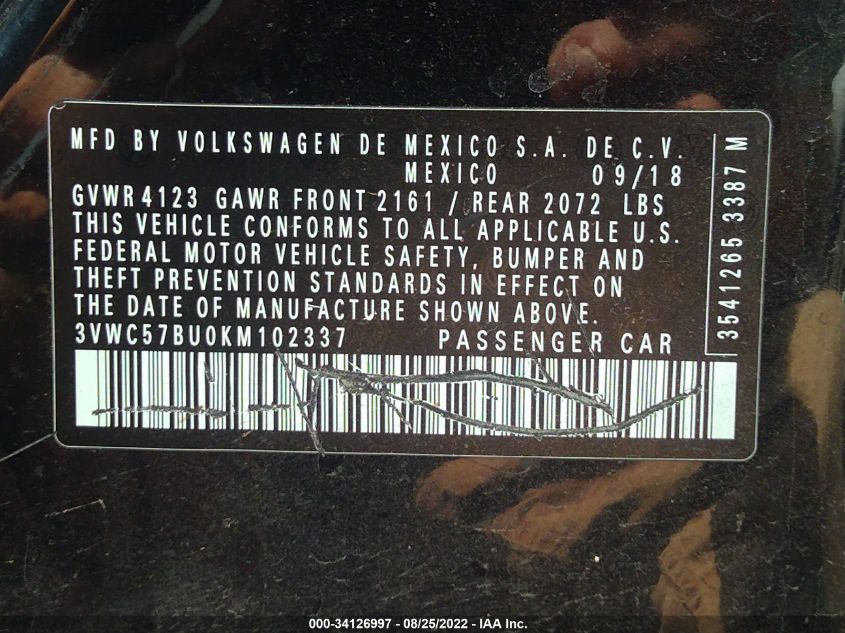 MFD BY VOLKSWAGEN DE MEXICO S.A. DE C.V.
MEXICO 09/18
GVWR 4123 GAWR FRONT 2161 / REAR 2072 LBS
THIS VEHICLE CONFORMS TO ALL APPLICABLE U.S.
FEDERAL MOTOR VEHICLE SAFETY, BUMPER AND
THEFT PREVENTION STANDARDS IN EFFECT ON
THE DATE OF MANUFACTURE SHOWN ABOVE.
3VWC57BU0KM102337 PASSENGER CAR
3541265 3387 M
000-34126997 - 08/25/2022 - IAA Inc.